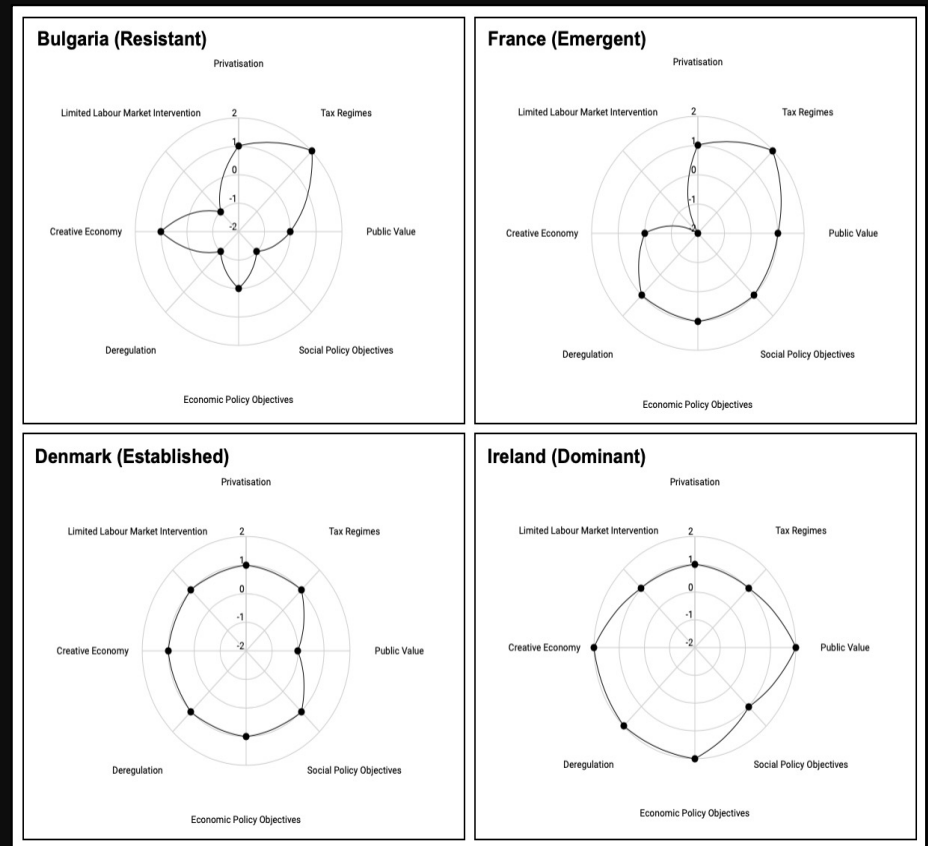 Bulgaria (Resistant)
Privatisation
Limited Labour Market Intervention
2
Tax Regimes
1
0
-1
Creative Economy
-2
Public Value
Deregulation
Social Policy Objectives
Economic Policy Objectives
France (Emergent)
Privatisation
Limited Labour Market Intervention
2
Tax Regimes
1
0
-1
Creative Economy
-2
Public Value
Deregulation
Social Policy Objectives
Economic Policy Objectives
Denmark (Established)
Privatisation
Limited Labour Market Intervention
2
Tax Regimes
1
0
-1
Creative Economy
-2
Public Value
Deregulation
Social Policy Objectives
Economic Policy Objectives
Ireland (Dominant)
Privatisation
Limited Labour Market Intervention
2
Tax Regimes
1
0
-1
Creative Economy
-2
Public Value
Deregulation
Social Policy Objectives
Economic Policy Objectives